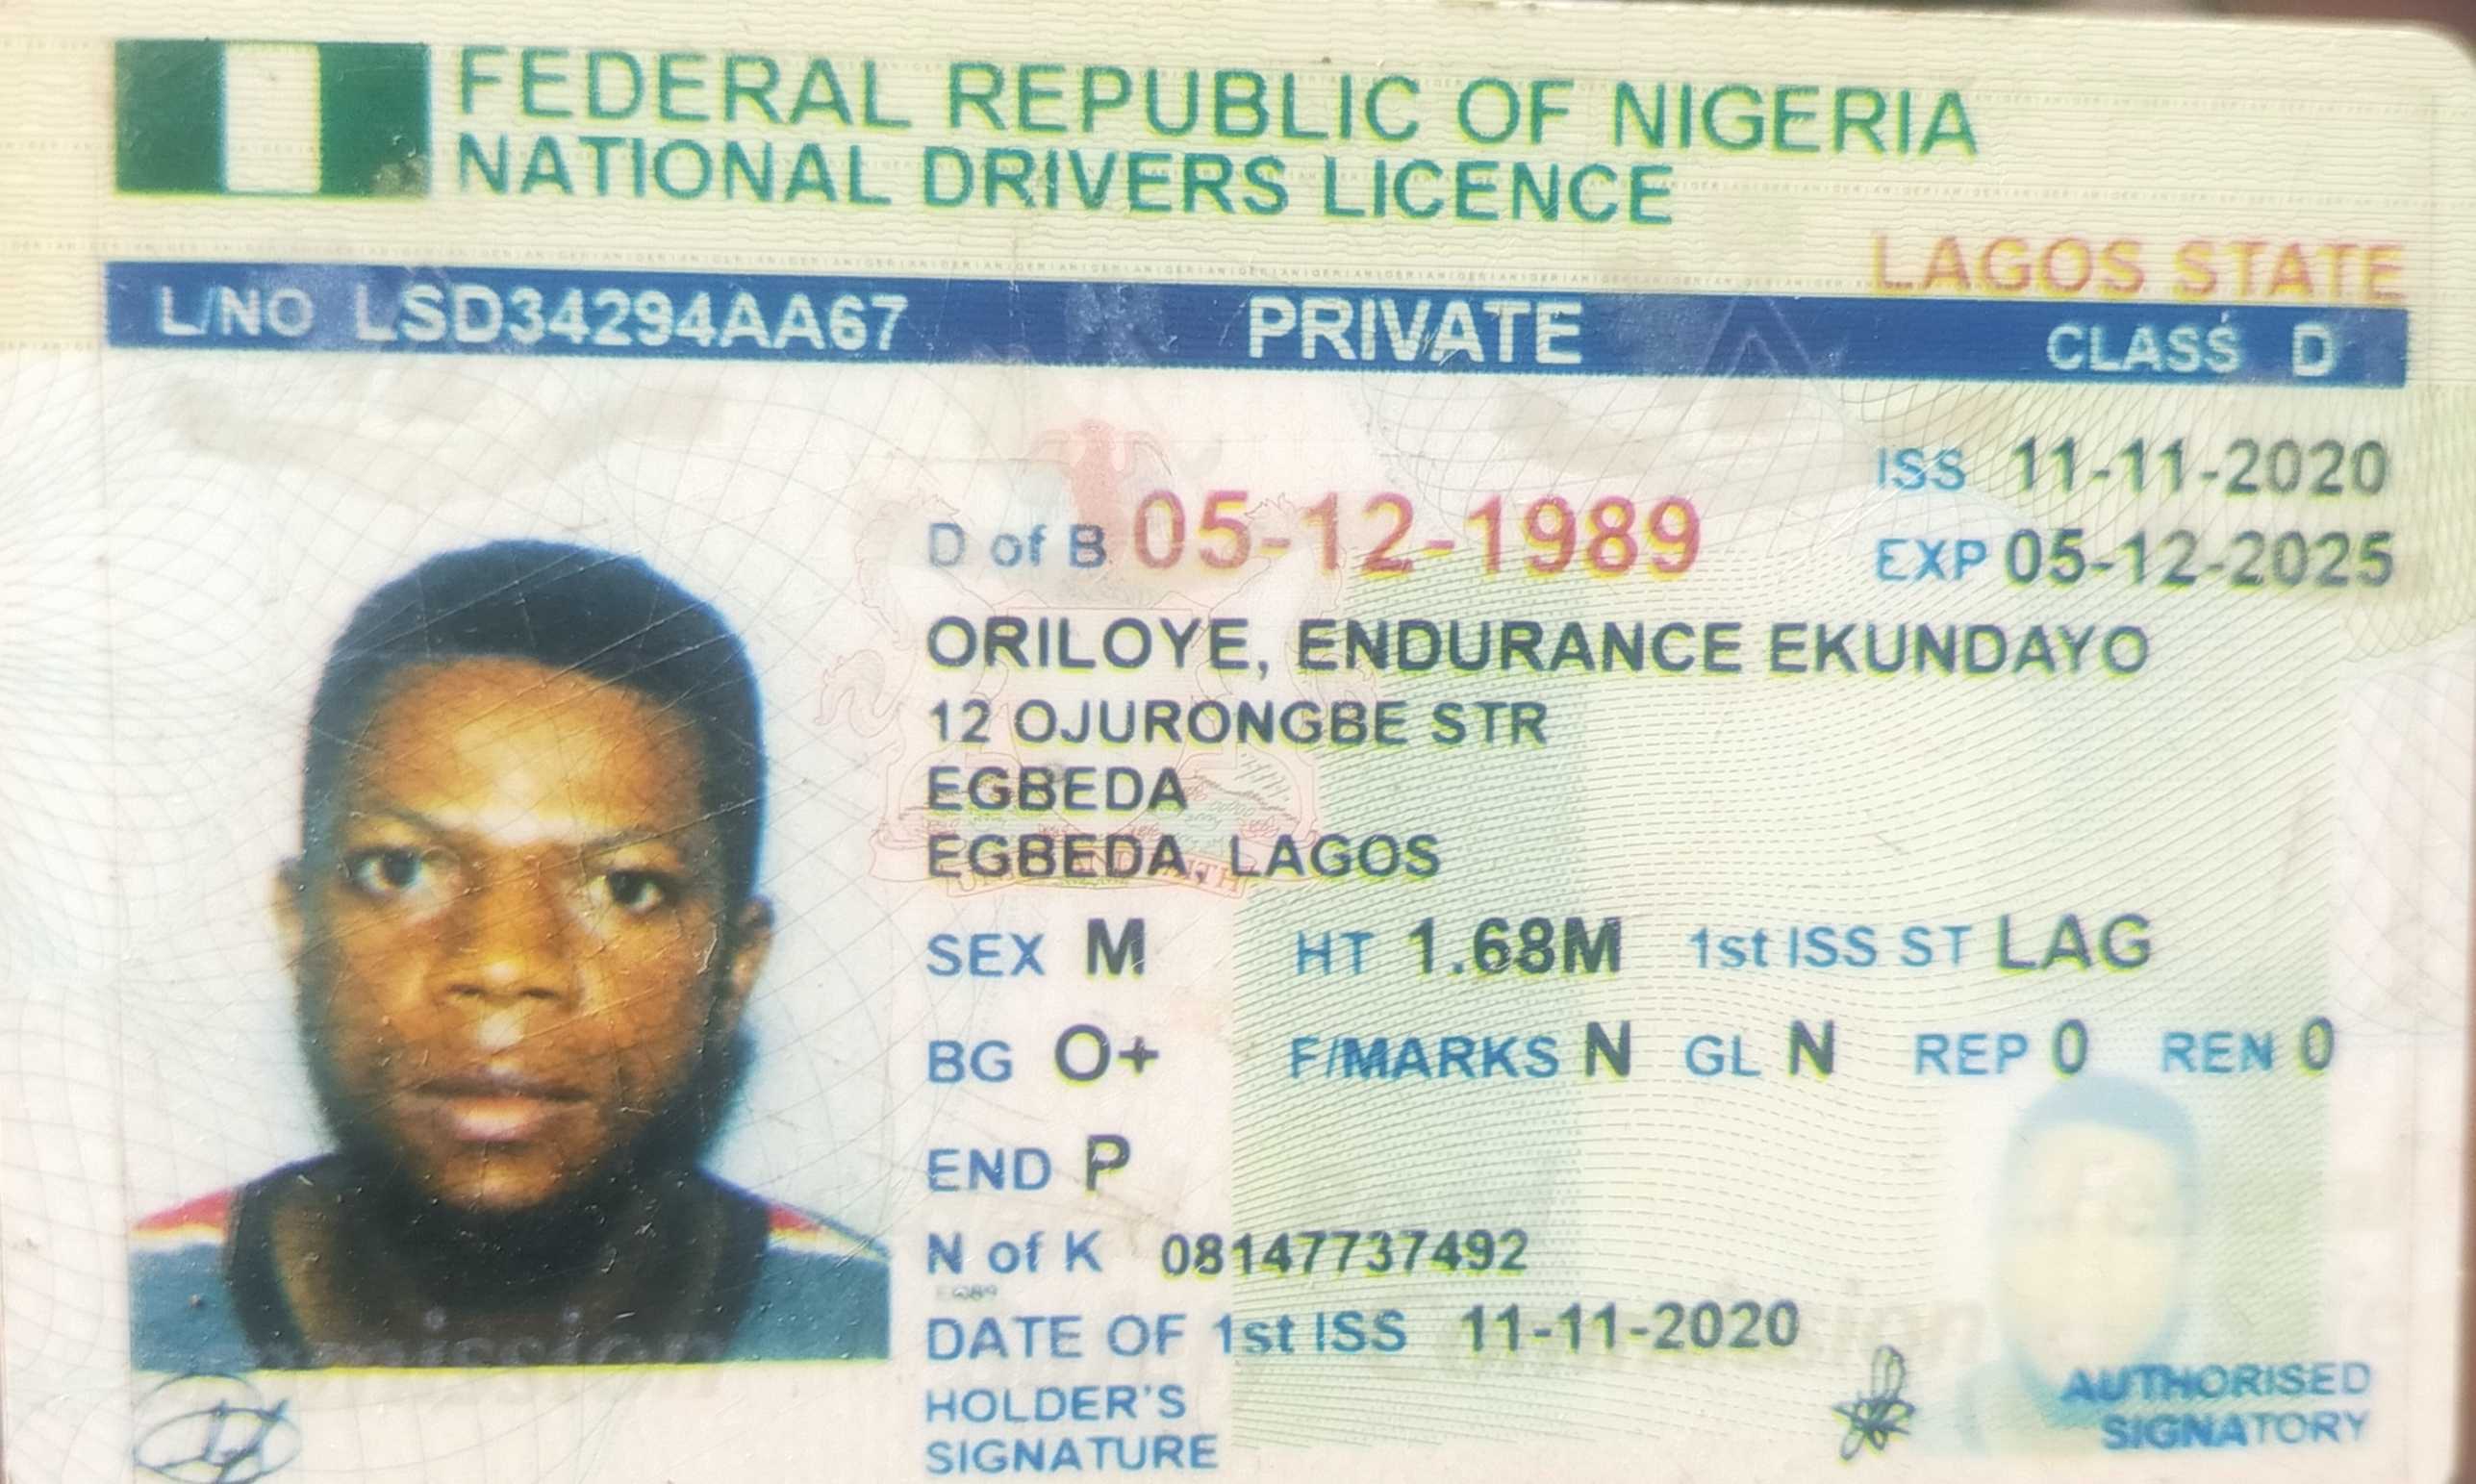 FEDERAL REPUBLIC OF NIGERIA
NATIONAL DRIVERS LICENCE
LAGOS STATE
L/NO LSD34294AA67 PRIVATE CLASS D
ISS 11-11-2020
D of B 05-12-1989
EXP 05-12-2025
ORILOYE, ENDURANCE EKUNDAYO
12 OJURONGBE STR
EGBEDA
EGBEDA, LAGOS
SEX M HT 1.68M 1st ISS ST LAG
BG O+ F/MARKS N GL N REP 0 REN 0
END P
N of K 08147737492
DATE OF 1st ISS 11-11-2020
HOLDER'S
SIGNATURE
AUTHORISED
SIGNATORY